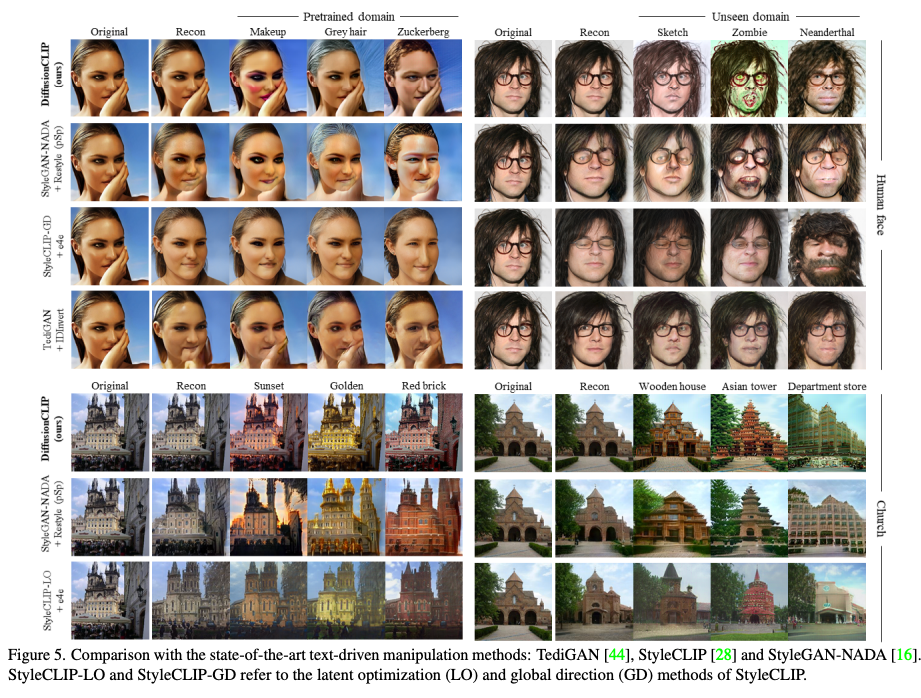 Pretrained domain
Unseen domain
Original Recon Makeup Grey hair Zuckerberg Original Recon Sketch Zombie Neanderthal
DiffusionCLIP
(ours)
StyleGAN-NADA
+ Restyle (pSp)
StyleCLIP-GD
+ e4e
TediGAN
+ IDInvert
Human face
Original Recon Sunset Golden Red brick Original Recon Wooden house Asian tower Department store
DiffusionCLIP
(ours)
StyleGAN-NADA
+ Restyle (pSp)
StyleCLIP-LO
+ e4e
Church
Figure 5. Comparison with the state-of-the-art text-driven manipulation methods: TediGAN [44], StyleCLIP [28] and StyleGAN-NADA [16].
StyleCLIP-LO and StyleCLIP-GD refer to the latent optimization (LO) and global direction (GD) methods of StyleCLIP.